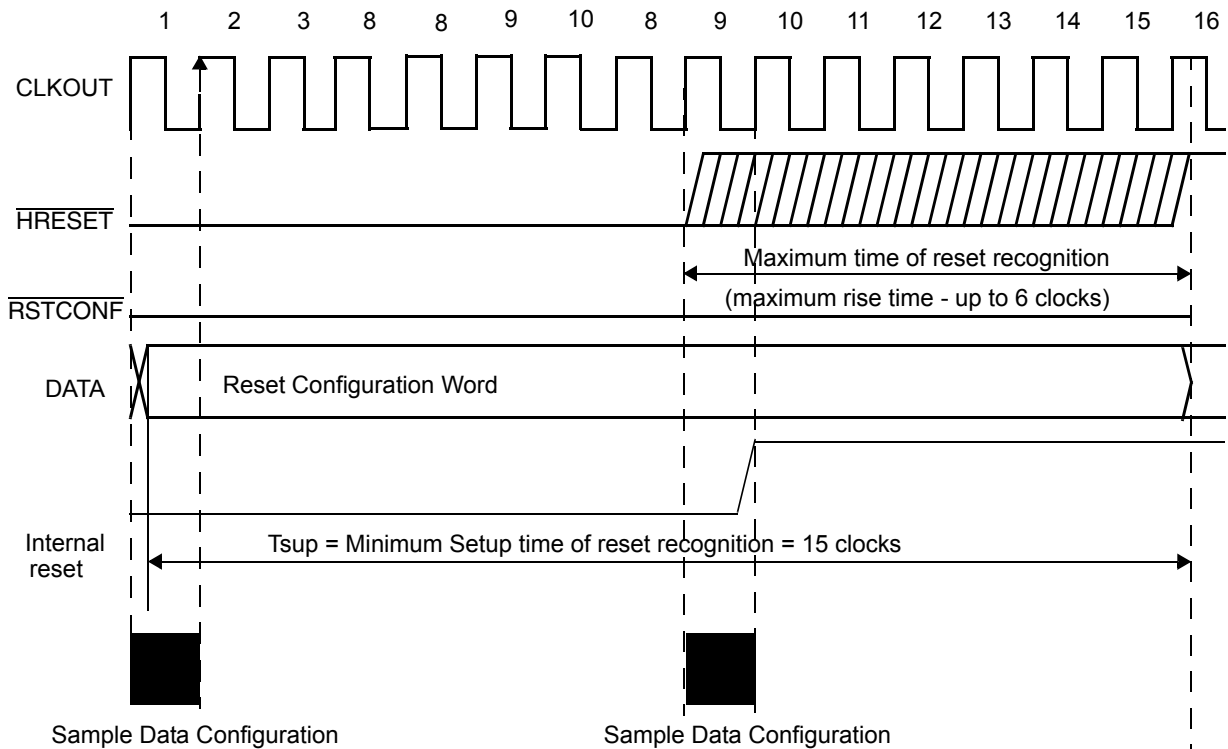 1 2 3 8 8 9 10 8 9 10 11 12 13 14 15 16
CLKOUT
HRESET
Maximum time of reset recognition
(maximum rise time - up to 6 clocks)
RSTCONF
DATA
Reset Configuration Word
Internal
reset
Tsup = Minimum Setup time of reset recognition = 15 clocks
Sample Data Configuration
Sample Data Configuration